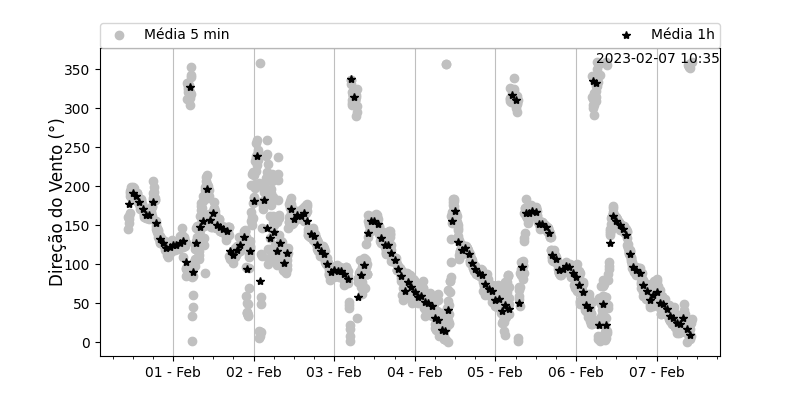 Média 5 min
Média 1h
2023-02-07 10:35
Direção do Vento (°)
350
300
250
200
150
100
50
0
01 - Feb
02 - Feb
03 - Feb
04 - Feb
05 - Feb
06 - Feb
07 - Feb